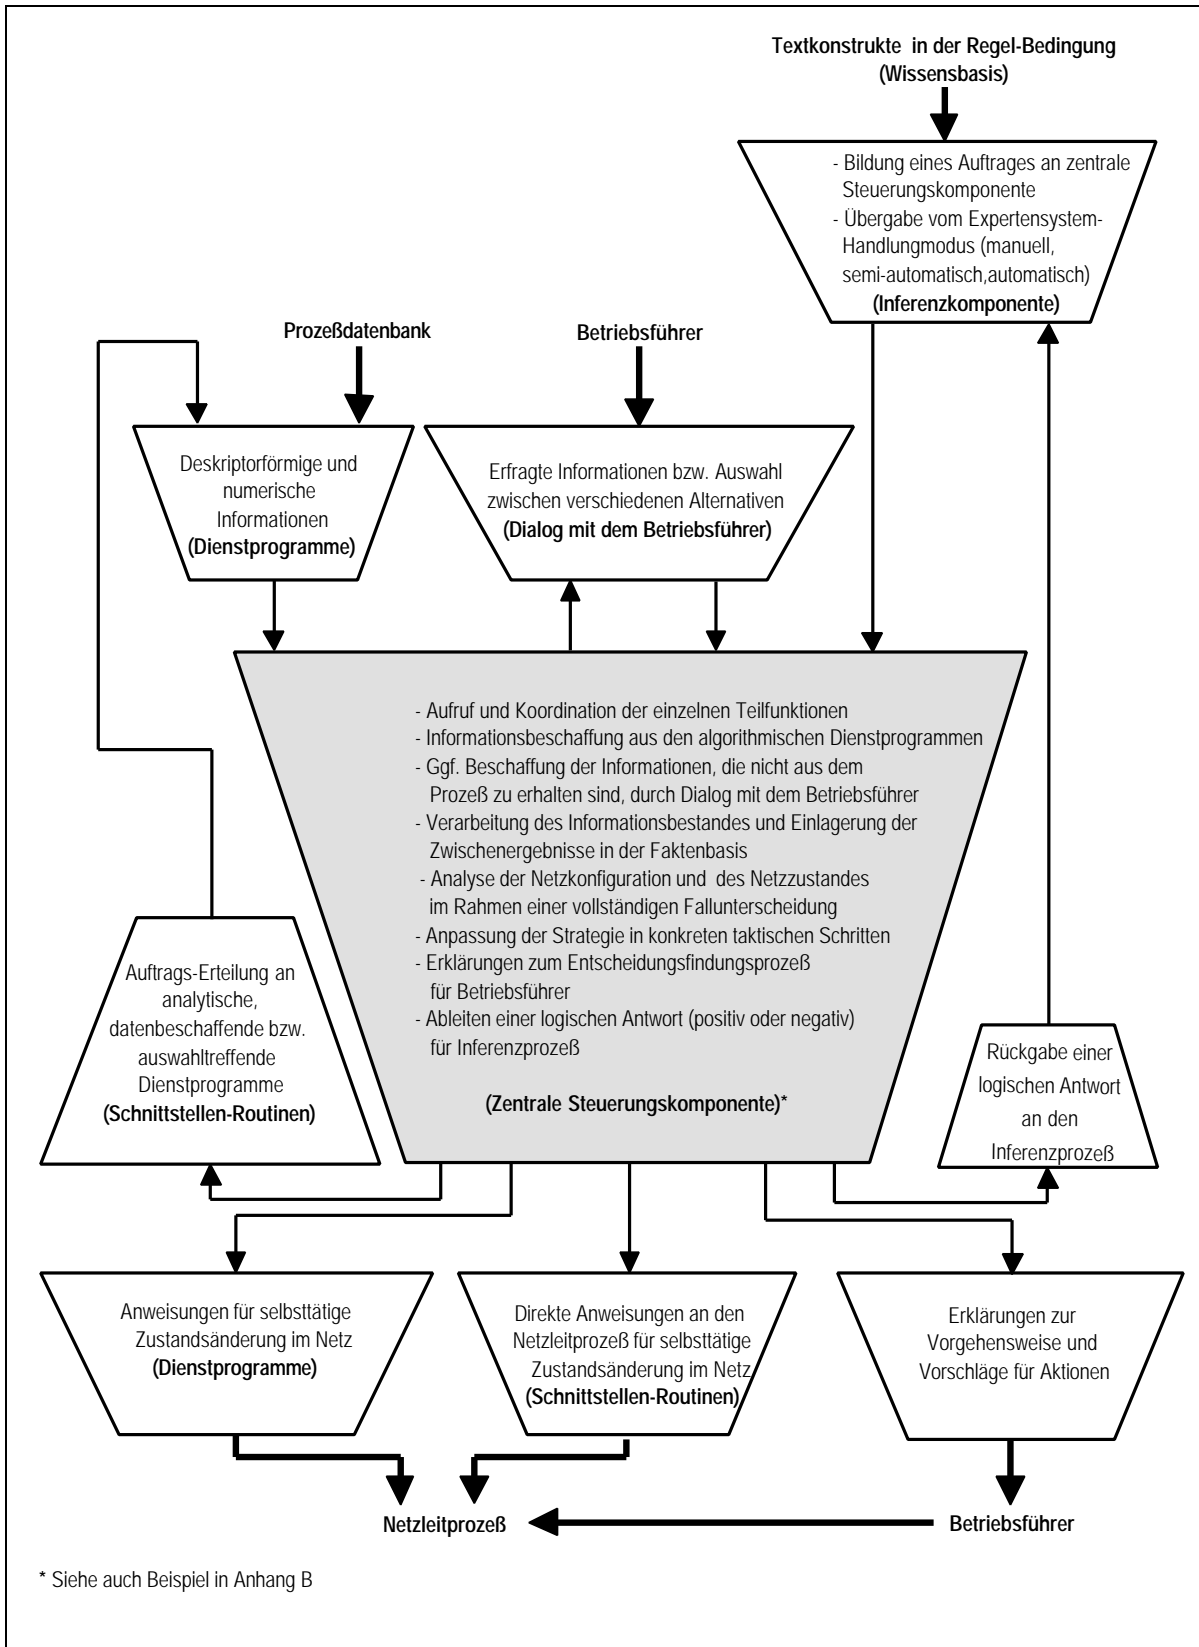 Textkonstrukte in der Regel-Bedingung
(Wissensbasis)
- Bildung eines Auftrages an zentrale
Steuerungskomponente
- Übergabe vom Expertensystem-
Handlungmodus (manuell,
semi-automatisch,automatisch)
(Inferenzkomponente)
Prozeßdatenbank
Betriebsführer
Deskriptorförmige und
numerische
Informationen
(Dienstprogramme)
Erfragte Informationen bzw. Auswahl
zwischen verschiedenen Alternativen
(Dialog mit dem Betriebsführer)
- Aufruf und Koordination der einzelnen Teilfunktionen
- Informationsbeschaffung aus den algorithmischen Dienstprogrammen
- Ggf. Beschaffung der Informationen, die nicht aus dem
Prozeß zu erhalten sind, durch Dialog mit dem Betriebsführer
- Verarbeitung des Informationsbestandes und Einlagerung der
Zwischenergebnisse in der Faktenbasis
- Analyse der Netzkonfiguration und des Netzzustandes
im Rahmen einer vollständigen Fallunterscheidung
- Anpassung der Strategie in konkreten taktischen Schritten
- Erklärungen zum Entscheidungsfindungsprozeß
für Betriebsführer
- Ableiten einer logischen Antwort (positiv oder negativ)
für Inferenzprozeß
(Zentrale Steuerungskomponente)*
Auftrags-Erteilung an
analytische,
datenbeschaffende bzw.
auswahltreffende
Dienstprogramme
(Schnittstellen-Routinen)
Rückgabe einer
logischen Antwort
an den
Inferenzprozeß
Anweisungen für selbsttätige
Zustandsänderung im Netz
(Dienstprogramme)
Direkte Anweisungen an den
Netzleitprozeß für selbsttätige
Zustandsänderung im Netz
(Schnittstellen-Routinen)
Erklärungen zur
Vorgehensweise und
Vorschläge für Aktionen
Netzleitprozeß
Betriebsführer
* Siehe auch Beispiel in Anhang B